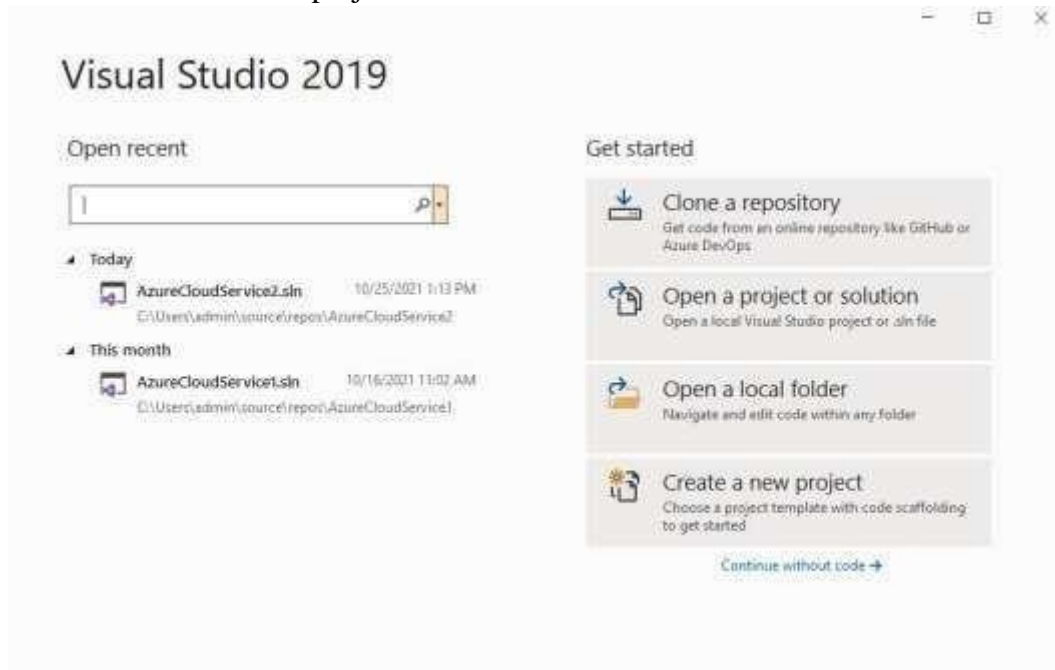 Visual Studio 2019
Open recent
Today
AzureCloudService2.sln 10/25/2021 1:13 PM
C:\Users\admin\source\repos\AzureCloudService2
This month
AzureCloudService1.sln 10/16/2021 11:02 AM
C:\Users\admin\source\repos\AzureCloudService1
Get started
Clone a repository
Get code from an online repository like GitHub or
Azure DevOps
Open a project or solution
Open a local Visual Studio project or .sln file
Open a local folder
Navigate and edit code within any folder
Create a new project
Choose a project template with code scaffolding
to get started
Continue without code →